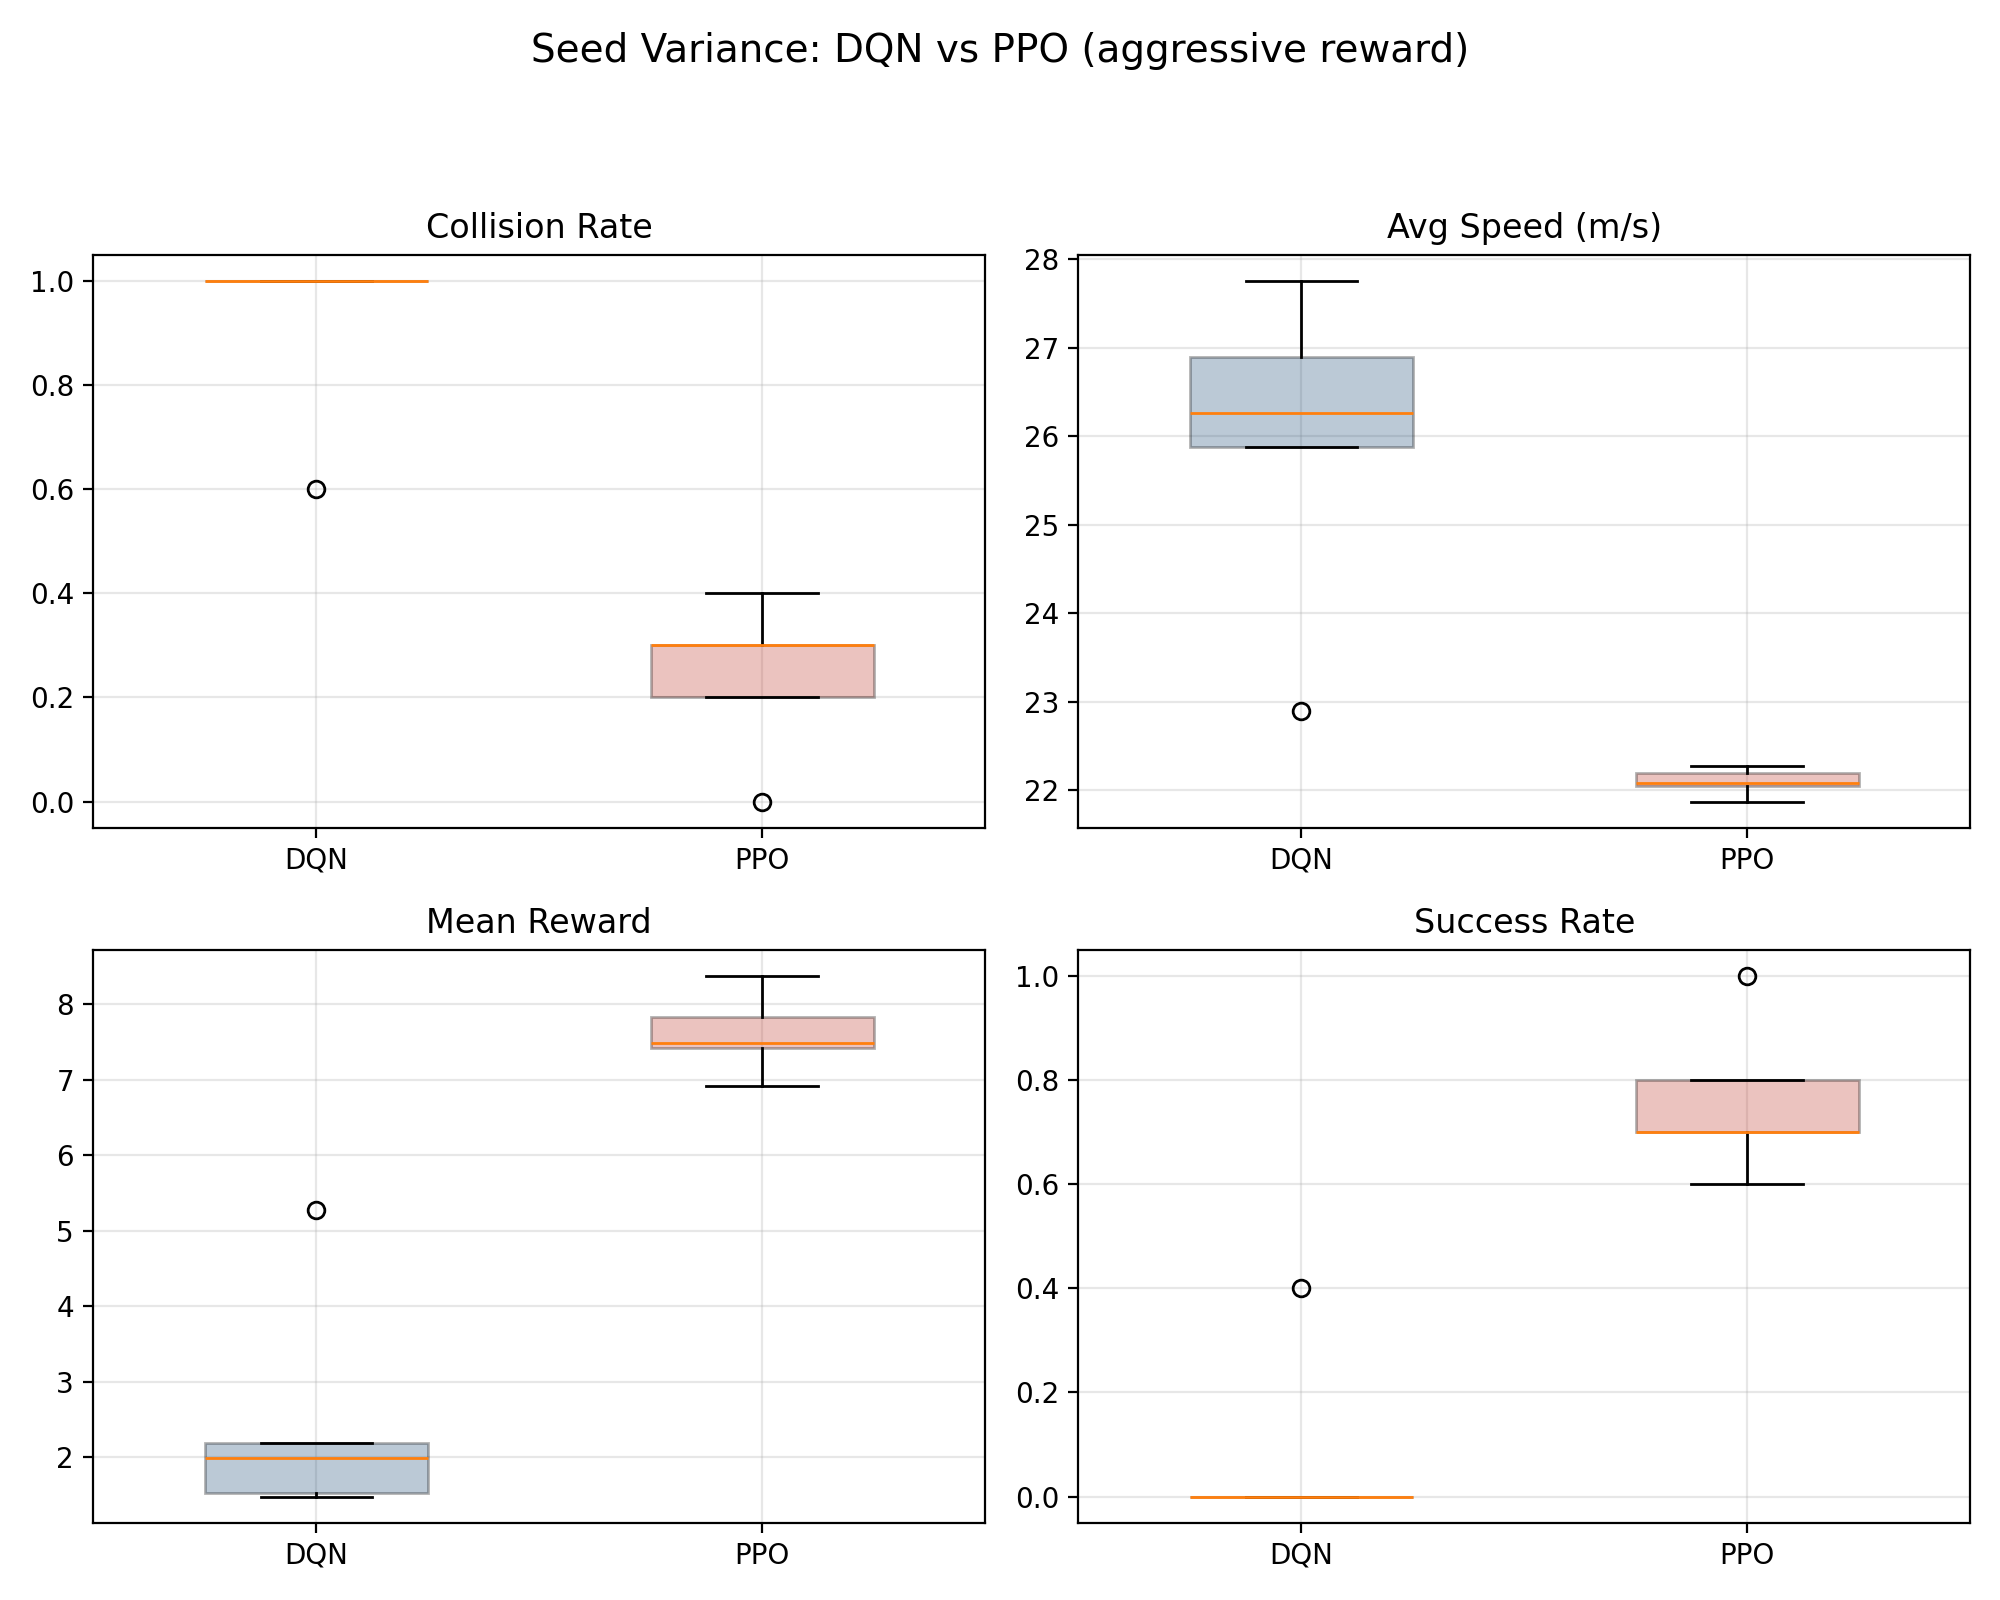 Seed Variance: DQN vs PPO (aggressive reward)
Collision Rate
1.0
0.8
0.6
0.4
0.2
0.0
DQN PPO
Avg Speed (m/s)
28
27
26
25
24
23
22
DQN PPO
Mean Reward
8
7
6
5
4
3
2
DQN PPO
Success Rate
1.0
0.8
0.6
0.4
0.2
0.0
DQN PPO